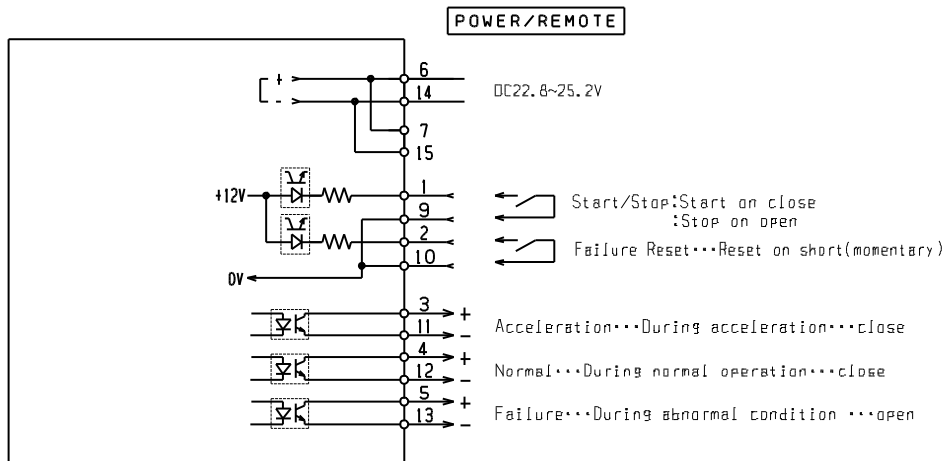 POWER/REMOTE
+ 6
- 14
DC22.8~25.2V
7
15
+12V 1
9
Start/Stop:Start on close
:Stop on open
2
10
Failure Reset···Reset on short(momentary)
0V
3 +
11 -
Acceleration···During acceleration···close
4 +
12 -
Normal···During normal operation···close
5 +
13 -
Failure···During abnormal condition ···open